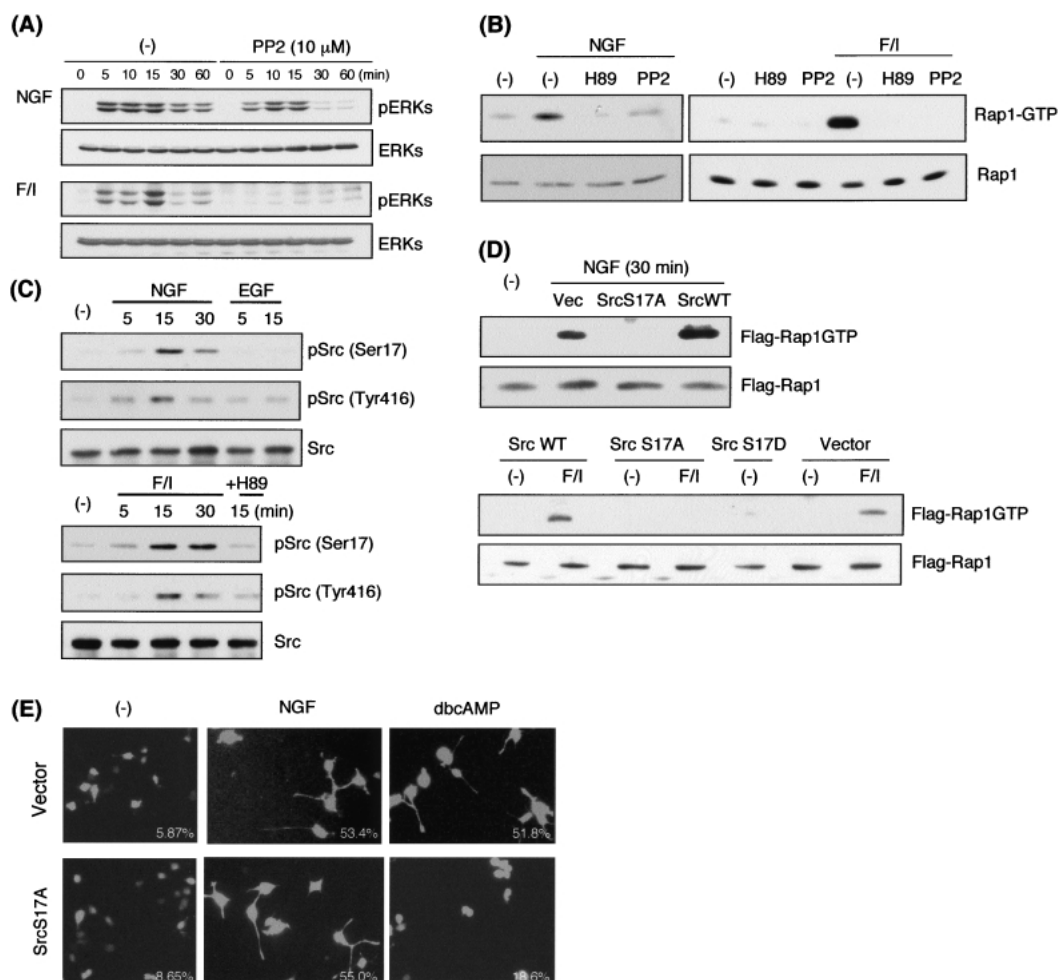 (A)
(-) PP2 (10 μM)
0 5 10 15 30 60 0 5 10 15 30 60 (min)
NGF
pERKs
ERKs
F/I
pERKs
ERKs
(B)
NGF F/I
(-) (-) H89 PP2 (-) H89 PP2 (-) H89 PP2
Rap1-GTP
Rap1
(C)
(-) NGF EGF
5 15 30 5 15
pSrc (Ser17)
pSrc (Tyr416)
Src
(-) F/I +H89
5 15 30 15 (min)
pSrc (Ser17)
pSrc (Tyr416)
Src
(D)
(-) NGF (30 min)
Vec SrcS17A SrcWT
Flag-Rap1GTP
Flag-Rap1
Src WT Src S17A Src S17D Vector
(-) F/I (-) F/I (-) (-) F/I
Flag-Rap1GTP
Flag-Rap1
(E)
(-) NGF dbcAMP
Vector
5.87% 53.4% 51.8%
SrcS17A
8.65% 55.0% 18.6%